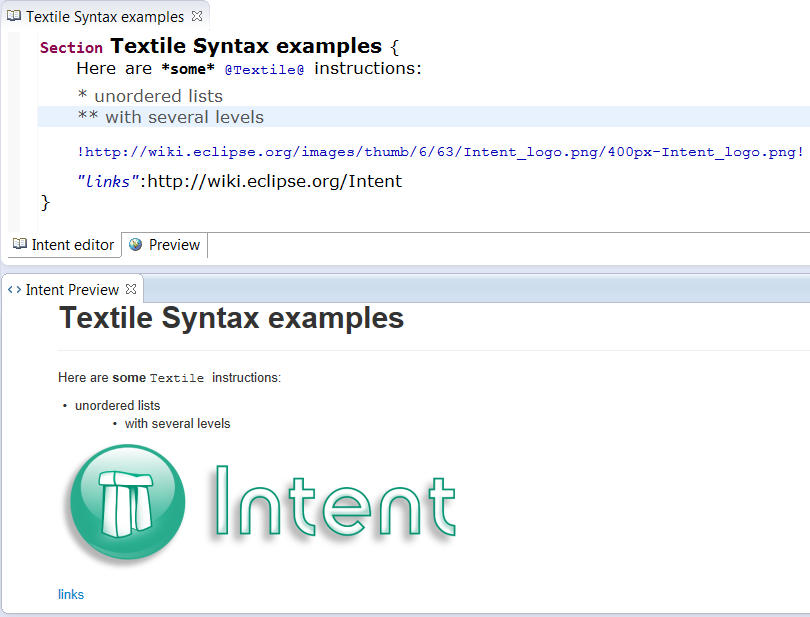 Textile Syntax examples
Section Textile Syntax examples {
Here are *some* @Textile@ instructions:
* unordered lists
** with several levels
!http://wiki.eclipse.org/images/thumb/6/63/Intent_logo.png/400px-Intent_logo.png!
"links":http://wiki.eclipse.org/Intent
}
Intent editor Preview
Intent Preview
Textile Syntax examples
Here are some Textile instructions:
• unordered lists
• with several levels
Intent
links